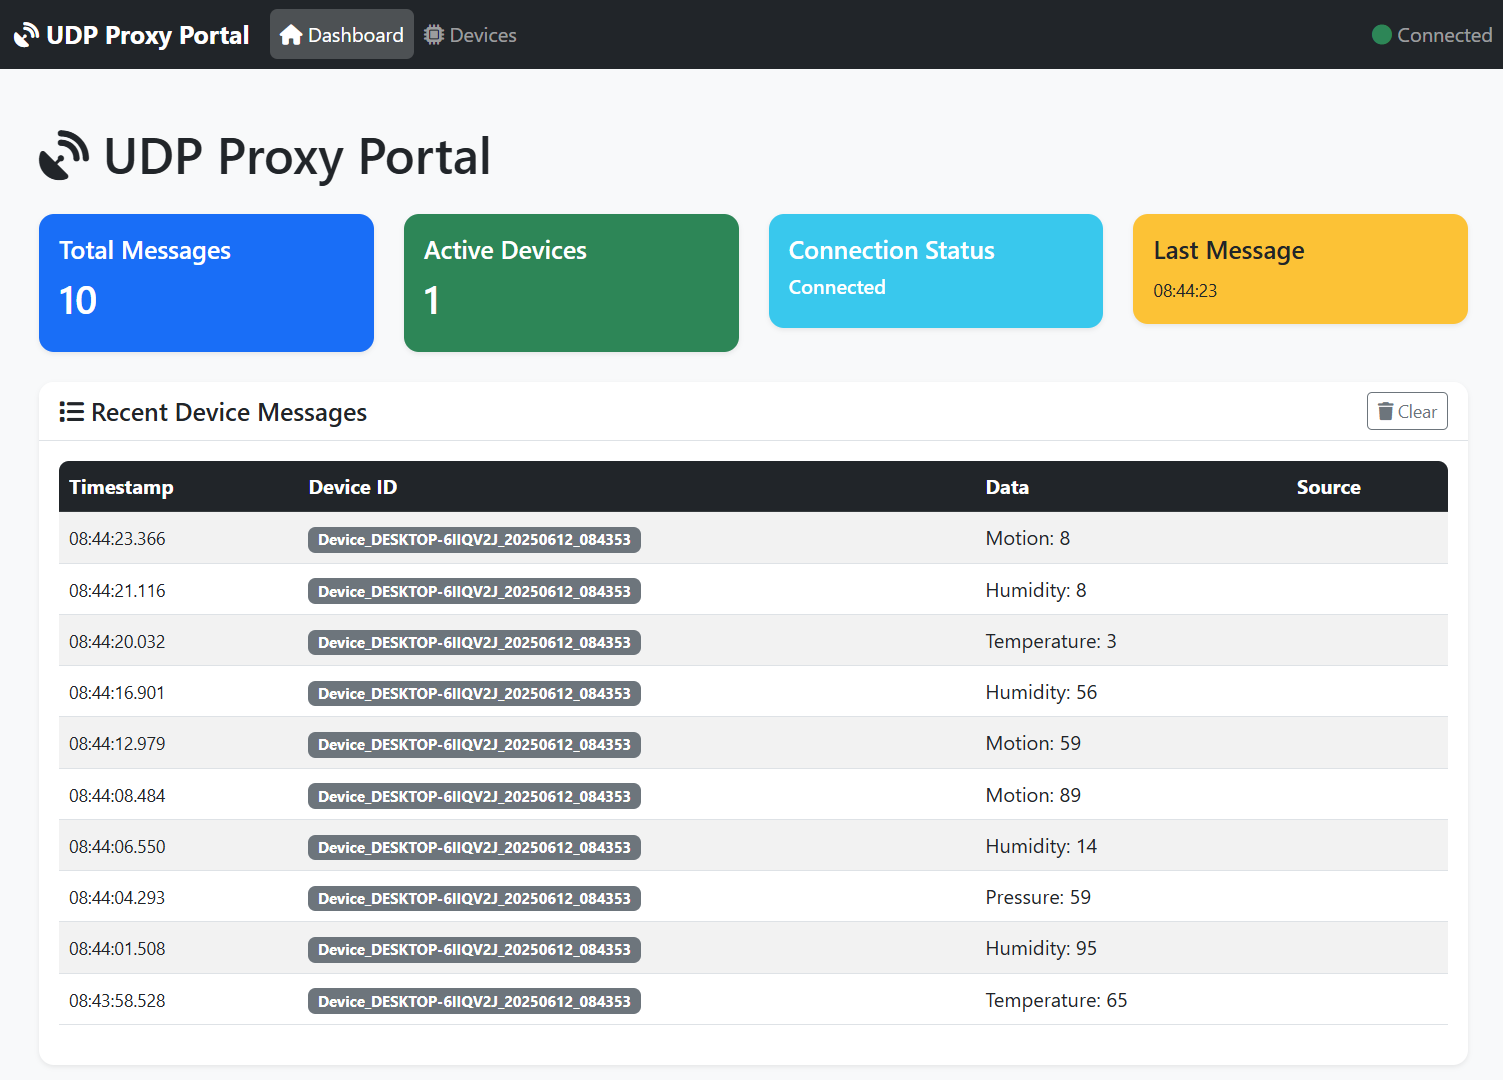 UDP Proxy Portal Dashboard Devices Connected
UDP Proxy Portal
Total Messages
10
Active Devices
1
Connection Status
Connected
Last Message
08:44:23
Recent Device Messages Clear
Timestamp Device ID Data Source
08:44:23.366 Device_DESKTOP-6IIQV2J_20250612_084353 Motion: 8
08:44:21.116 Device_DESKTOP-6IIQV2J_20250612_084353 Humidity: 8
08:44:20.032 Device_DESKTOP-6IIQV2J_20250612_084353 Temperature: 3
08:44:16.901 Device_DESKTOP-6IIQV2J_20250612_084353 Humidity: 56
08:44:12.979 Device_DESKTOP-6IIQV2J_20250612_084353 Motion: 59
08:44:08.484 Device_DESKTOP-6IIQV2J_20250612_084353 Motion: 89
08:44:06.550 Device_DESKTOP-6IIQV2J_20250612_084353 Humidity: 14
08:44:04.293 Device_DESKTOP-6IIQV2J_20250612_084353 Pressure: 59
08:44:01.508 Device_DESKTOP-6IIQV2J_20250612_084353 Humidity: 95
08:43:58.528 Device_DESKTOP-6IIQV2J_20250612_084353 Temperature: 65